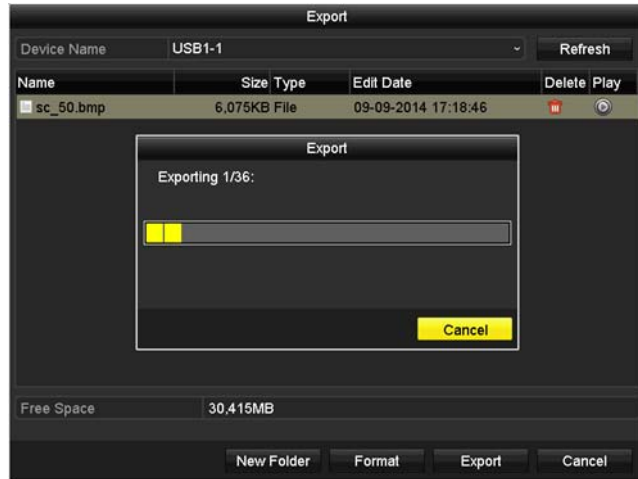 Export
Device Name USB1-1 Refresh
Name Size Type Edit Date Delete Play
sc_50.bmp 6,075KB File 09-09-2014 17:18:46
Export
Exporting 1/36:
Cancel
Free Space 30,415MB
New Folder Format Export Cancel